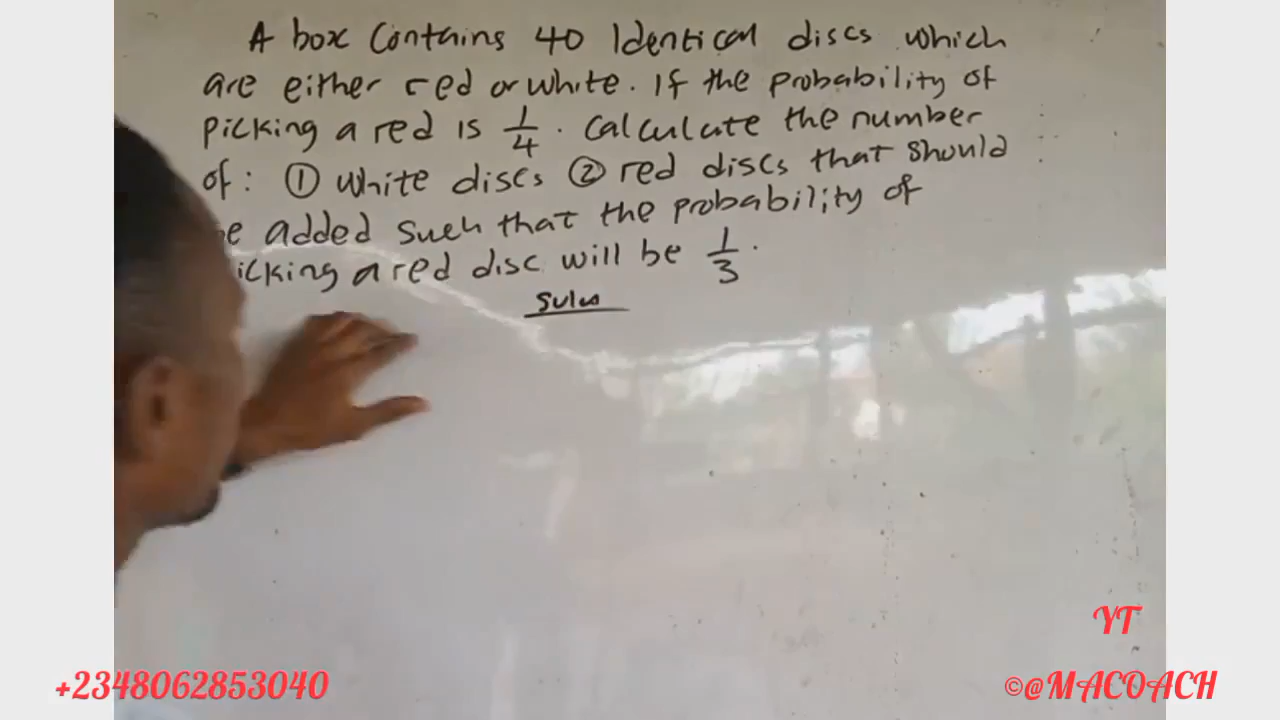 A box Contains 40 Identical discs which
are either red or white. If the probability of
picking a red is 1/4. Calculate the number
of: ① White discs ② red discs that should
added such that the probability of
a red disc will be 1/3.
YT
+2348062853040
©@MACOACH